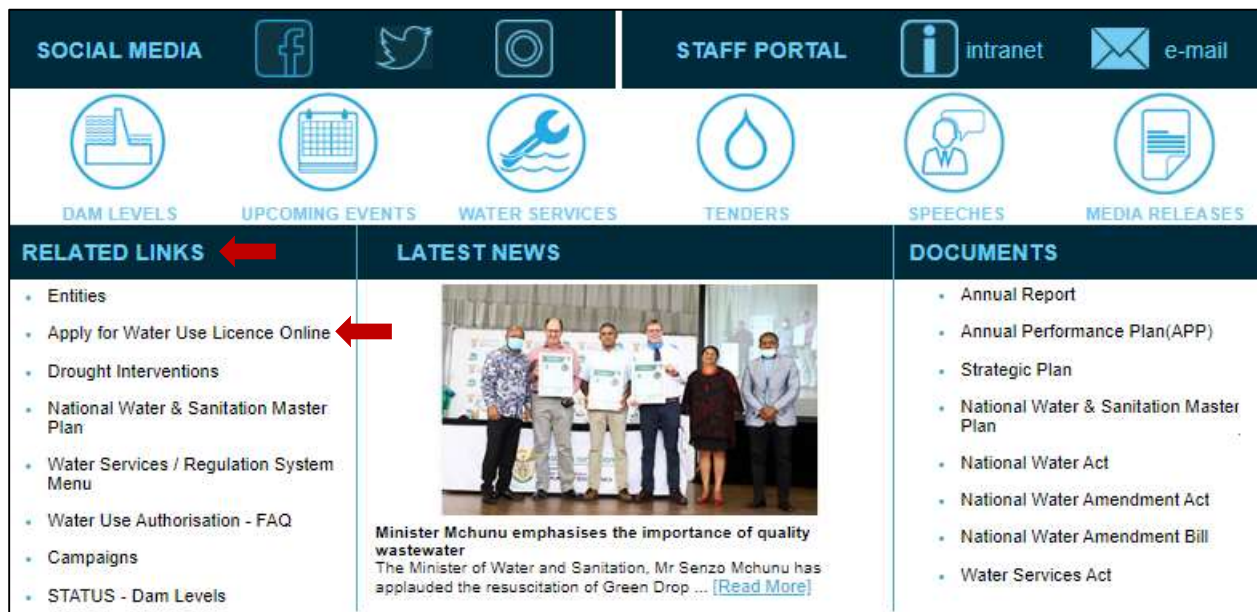 SOCIAL MEDIA
STAFF PORTAL
intranet
e-mail
DAM LEVELS
UPCOMING EVENTS
WATER SERVICES
TENDERS
SPEECHES
MEDIA RELEASES
RELATED LINKS
Entities
Apply for Water Use Licence Online
Drought Interventions
National Water & Sanitation Master
Plan
Water Services / Regulation System
Menu
Water Use Authorisation - FAQ
Campaigns
STATUS - Dam Levels
LATEST NEWS
Minister Mchunu emphasises the importance of quality
wastewater
The Minister of Water and Sanitation, Mr Senzo Mchunu has
applauded the resuscitation of Green Drop ... [Read More]
DOCUMENTS
Annual Report
Annual Performance Plan(APP)
Strategic Plan
National Water & Sanitation Master
Plan
National Water Act
National Water Amendment Act
National Water Amendment Bill
Water Services Act